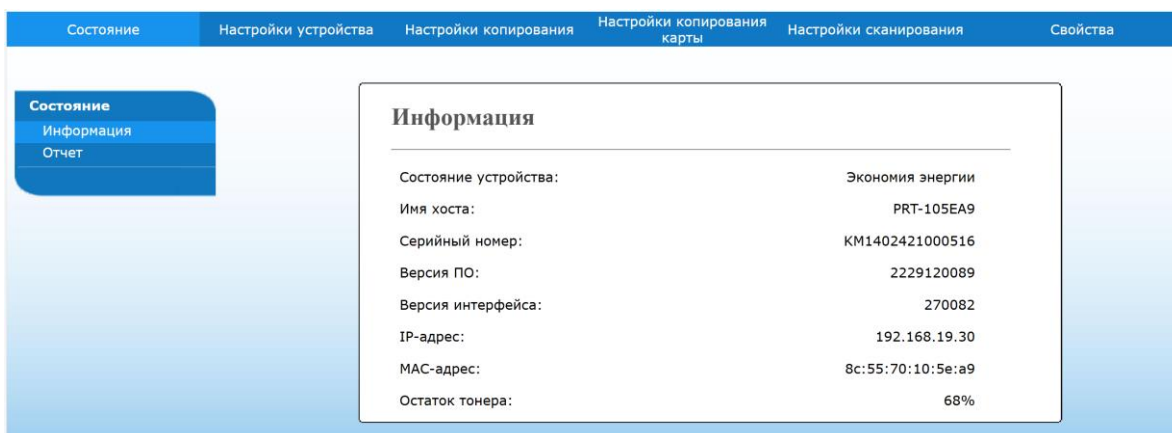 Состояние
Настройки устройства
Настройки копирования
Настройки копирования
карты
Настройки сканирования
Свойства
Состояние
Информация
Отчет
Информация
Состояние устройства: Экономия энергии
Имя хоста: PRT-105EA9
Серийный номер: KM1402421000516
Версия ПО: 2229120089
Версия интерфейса: 270082
IP-адрес: 192.168.19.30
MAC-адрес: 8c:55:70:10:5e:a9
Остаток тонера: 68%